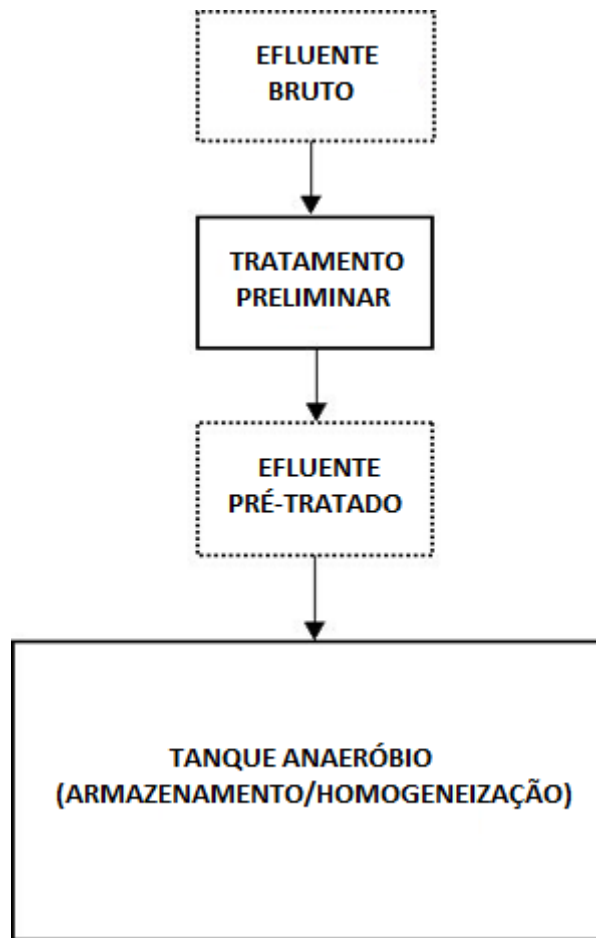 EFLUENTE
BRUTO
TRATAMENTO
PRELIMINAR
EFLUENTE
PRÉ-TRATADO
TANQUE ANAERÓBIO
(ARMAZENAMENTO/HOMOGENEIZAÇÃO)